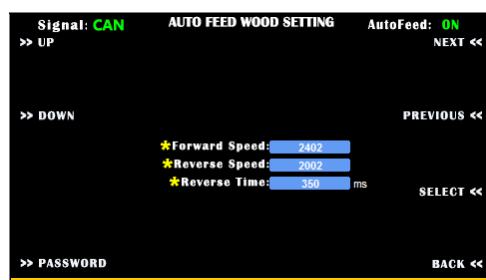 Signal: CAN AUTO FEED WOOD SETTING AutoFeed: ON
>> UP NEXT <<
>> DOWN PREVIOUS <<
*Forward Speed: 2402
*Reverse Speed: 2002
*Reverse Time: 350 ms
SELECT <<
>> PASSWORD BACK <<